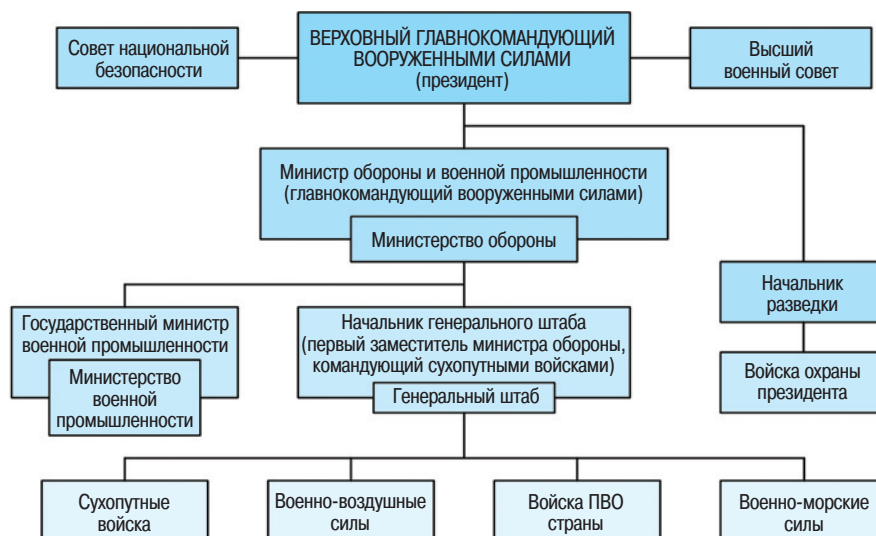 Совет национальной
безопасности
ВЕРХОВНЫЙ ГЛАВНОКОМАНДУЮЩИЙ
ВООРУЖЕННЫМИ СИЛАМИ
(президент)
Высший
военный совет
Министр обороны и военной промышленности
(главнокомандующий вооруженными силами)
Министерство обороны
Начальник
разведки
Государственный министр
военной промышленности
Министерство
военной
промышленности
Начальник генерального штаба
(первый заместитель министра обороны,
командующий сухопутными войсками)
Генеральный штаб
Войска охраны
президента
Сухопутные
войска
Военно-воздушные
силы
Войска ПВО
страны
Военно-морские
силы